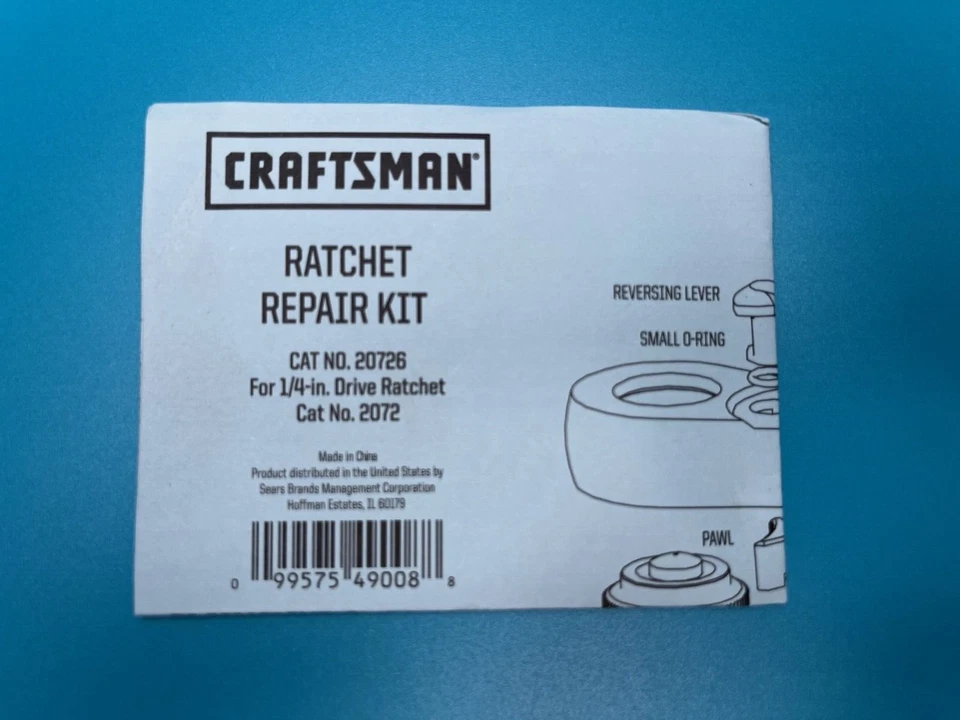 CRAFTSMAN®
RATCHET
REPAIR KIT
CAT NO. 20726
For 1/4-in. Drive Ratchet
Cat No. 2072
Made in China
Product distributed in the United States by
Sears Brands Management Corporation
Hoffman Estates, IL 60179
0 99575 49008 8
REVERSING LEVER
SMALL O-RING
PAWL